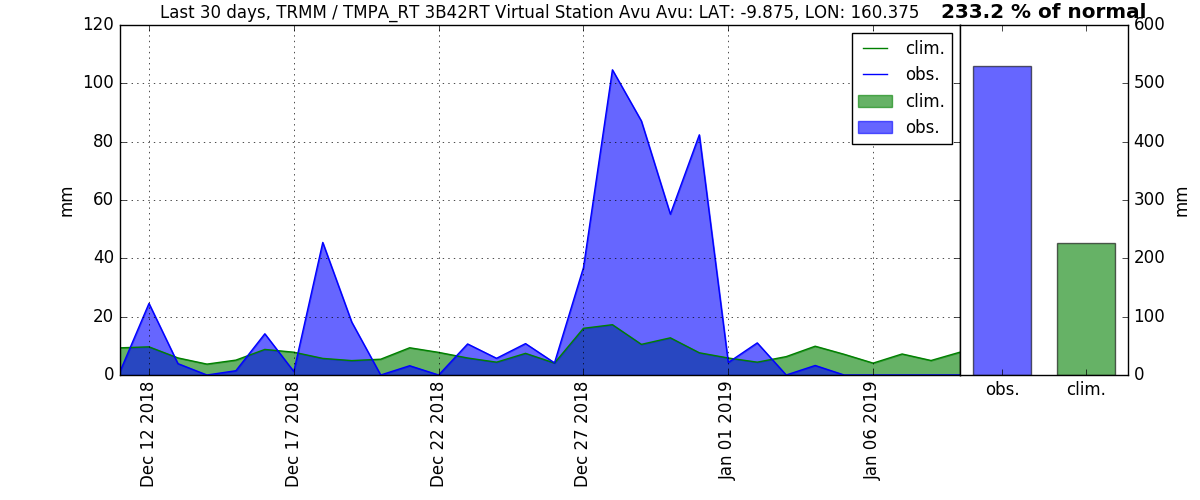 Last 30 days, TRMM / TMPA_RT 3B42RT Virtual Station Avu Avu: LAT: -9.875, LON: 160.375
233.2 % of normal
120
100
80
60
40
20
0
mm
clim.
obs.
clim.
obs.
Dec 12 2018
Dec 17 2018
Dec 22 2018
Dec 27 2018
Jan 01 2019
Jan 06 2019
600
500
400
300
200
100
0
mm
obs.
clim.